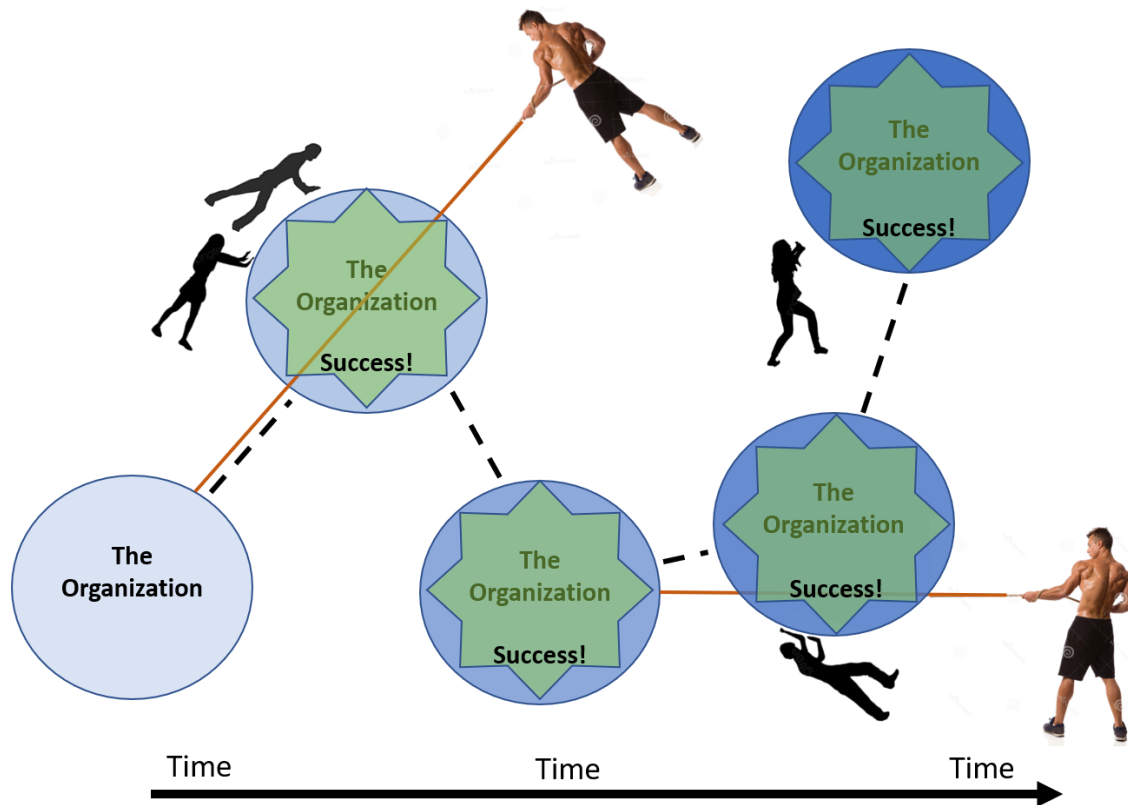 The
Organization
Success!
The
Organization
Success!
The
Organization
The
Organization
Success!
The
Organization
Success!
Time
Time
Time